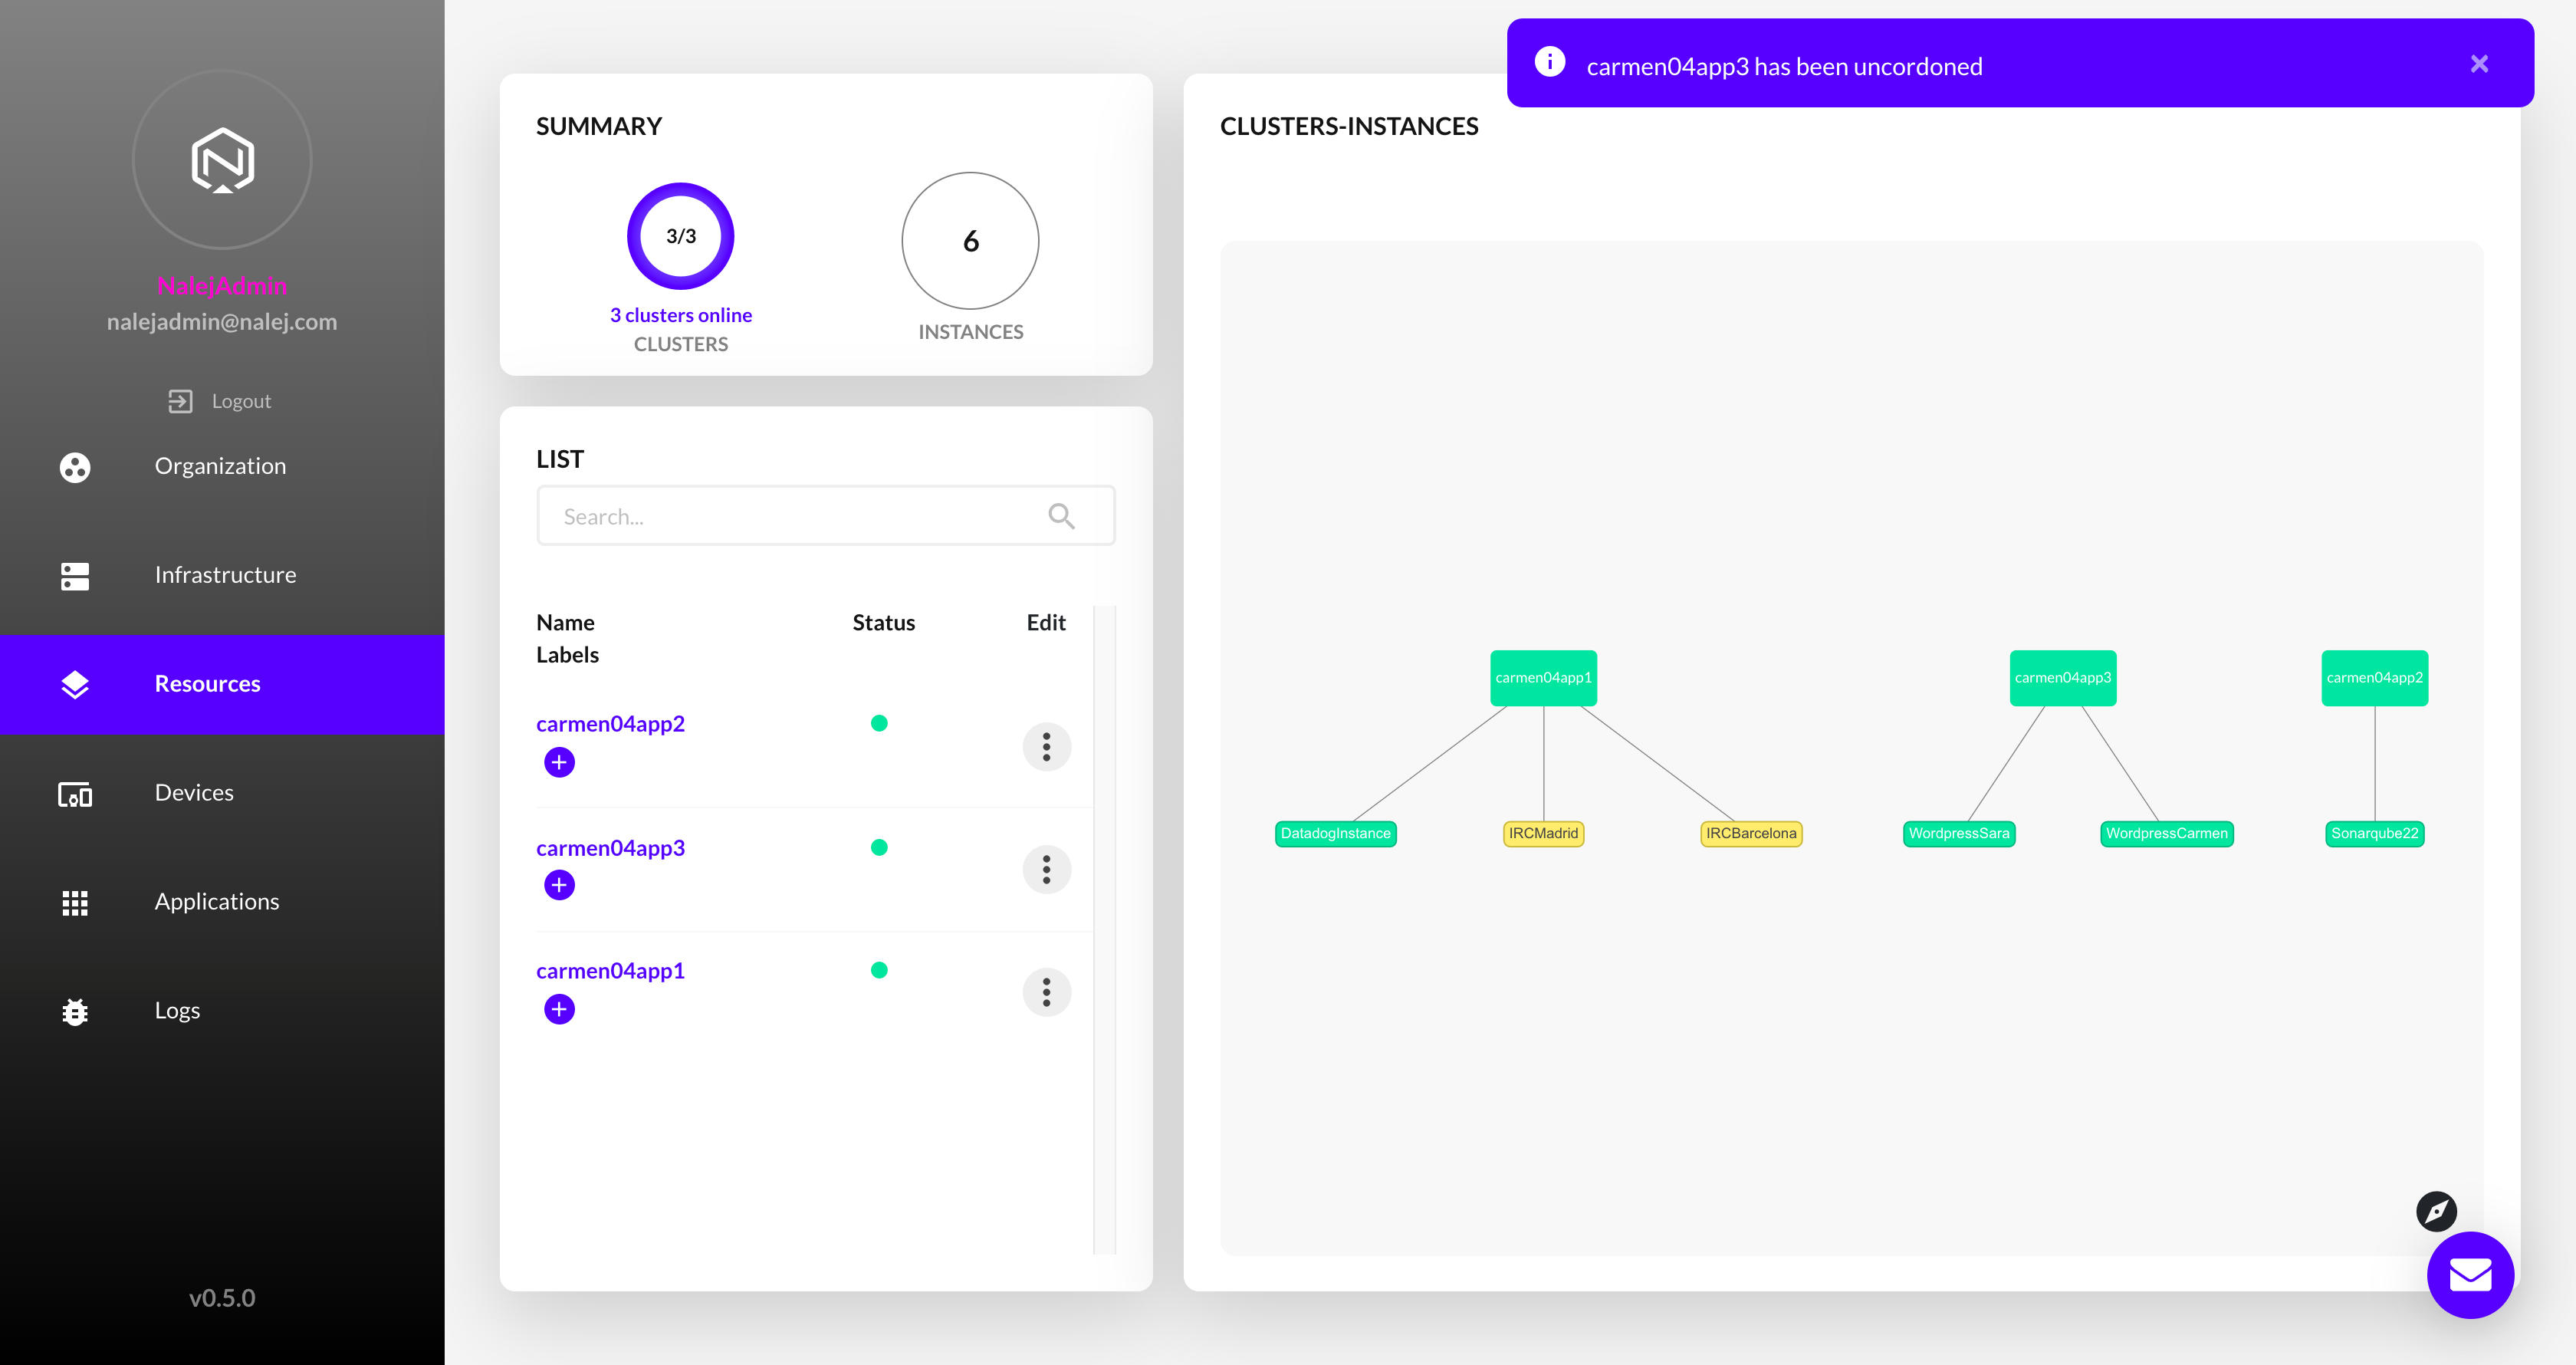 NalejAdmin
nalejadmin@nalej.com
Logout
Organization
Infrastructure
Resources
Devices
Applications
Logs
v0.5.0
SUMMARY
3/3
3 clusters online
CLUSTERS
6
INSTANCES
LIST
Search...
Name Status Edit
Labels
carmen04app2
carmen04app3
carmen04app1
carmen04app3 has been uncordoned
CLUSTERS-INSTANCES
carmen04app1 carmen04app3 carmen04app2
DatadogInstance IRCMadrid IRCBarcelona WordpressSara WordpressCarmen Sonarqube22